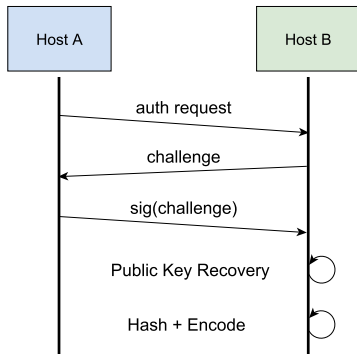 Host A
Host B
auth request
challenge
sig(challenge)
Public Key Recovery
Hash + Encode